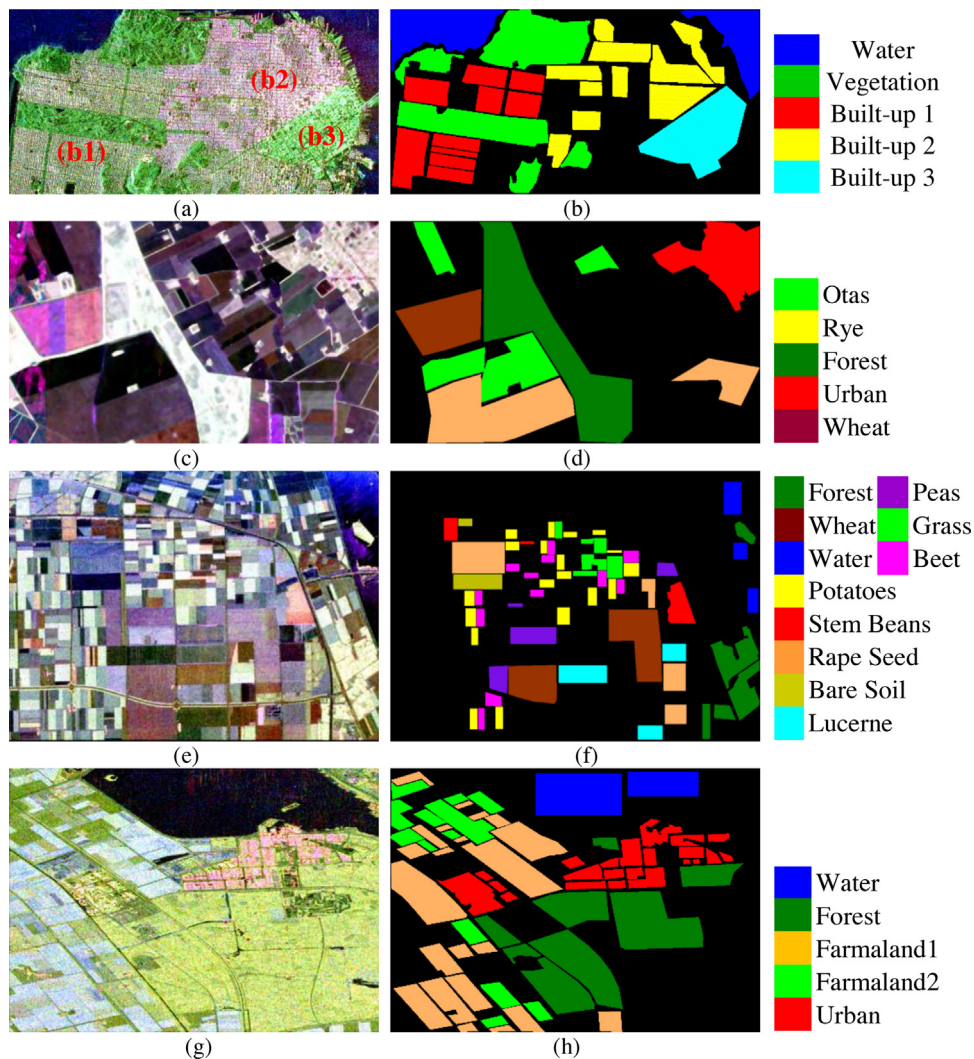 (b2)
(b3)
(b1)
Water
Vegetation
Built-up 1
Built-up 2
Built-up 3
(a)
(b)
Otas
Rye
Forest
Urban
Wheat
(c)
(d)
Forest
Peas
Wheat
Grass
Water
Beet
Potatoes
Stem Beans
Rape Seed
Bare Soil
Lucerne
(e)
(f)
Water
Forest
Farmaland1
Farmaland2
Urban
(g)
(h)